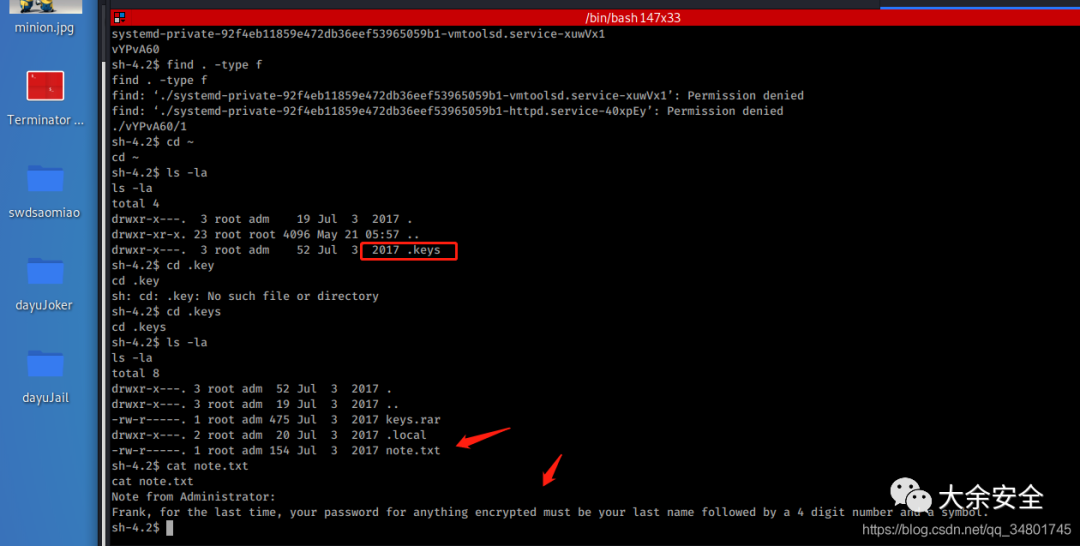 minion.jpg
Terminator ...
swdsaomiao
dayuJoker
dayuJail
/bin/bash 147x33
systemd-private-92f4eb11859e472db36eef53965059b1-vmtoolsd.service-xuwVx1
vYPvA60
sh-4.2$ find . -type f
find . -type f
find: ‘./systemd-private-92f4eb11859e472db36eef53965059b1-vmtoolsd.service-xuwVx1’: Permission denied
find: ‘./systemd-private-92f4eb11859e472db36eef53965059b1-httpd.service-40xpEy’: Permission denied
./vYPvA60/1
sh-4.2$ cd ~
cd ~
sh-4.2$ ls -la
ls -la
total 4
drwxr-x---. 3 root adm 19 Jul 3 2017 .
drwxr-xr-x. 23 root root 4096 May 21 05:57 ..
drwxr-x---. 3 root adm 52 Jul 3 2017 .keys
sh-4.2$ cd .key
cd .key
sh: cd: .key: No such file or directory
sh-4.2$ cd .keys
cd .keys
sh-4.2$ ls -la
ls -la
total 8
drwxr-x---. 3 root adm 52 Jul 3 2017 .
drwxr-x---. 3 root adm 19 Jul 3 2017 ..
-rw-r-----. 1 root adm 475 Jul 3 2017 keys.rar
drwxr-x---. 2 root adm 20 Jul 3 2017 .local
-rw-r-----. 1 root adm 154 Jul 3 2017 note.txt
sh-4.2$ cat note.txt
cat note.txt
Note from Administrator:
Frank, for the last time, your password for anything encrypted must be your last name followed by a 4 digit number and a symbol.
sh-4.2$
大余安全
https://blog.csdn.net/qq_34801745